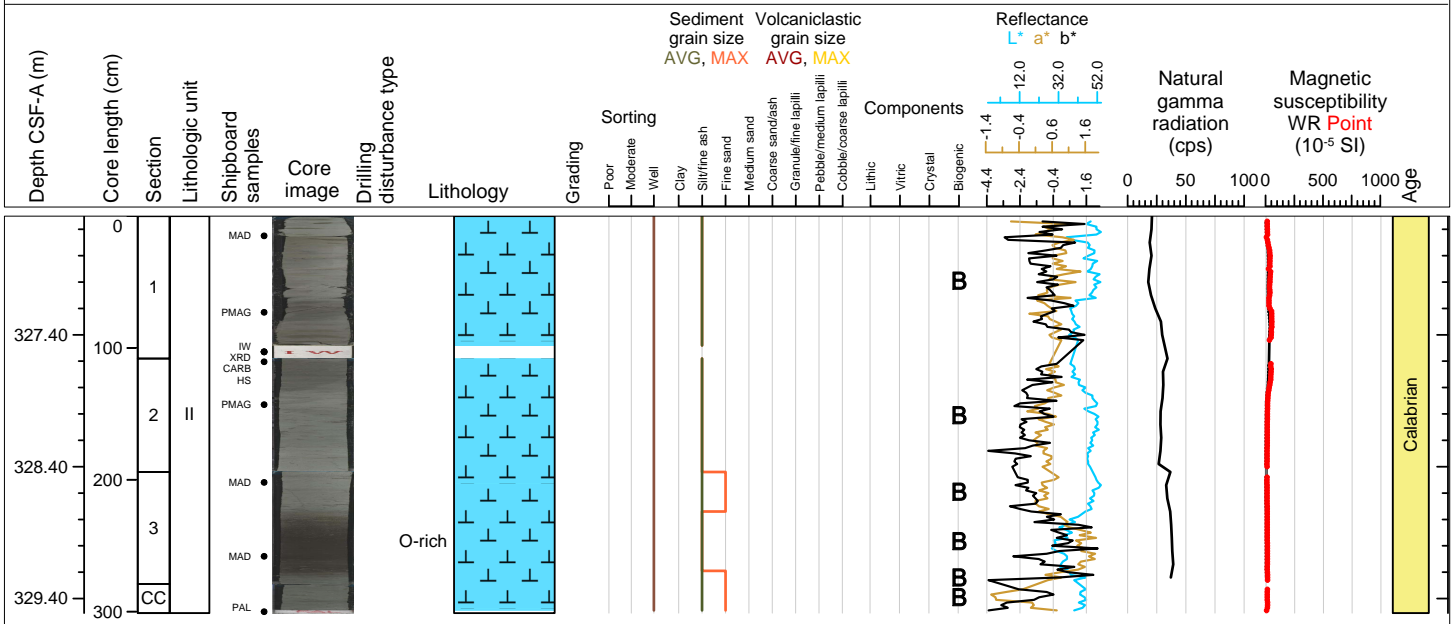 Depth CSF-A (m)
Core length (cm)
Section
Lithologic unit
Shipboard
samples
Core
image
Drilling
disturbance type
Lithology
Grading
Sorting
Poor
Moderate
Well
Sediment
grain size
AVG, MAX
Volcaniclastic
grain size
AVG, MAX
Clay
Silt/fine ash
Fine sand
Medium sand
Coarse sand/ash
Granule/fine lapilli
Pebble/medium lapilli
Cobble/coarse lapilli
Components
Lithic
Vitric
Crystal
Biogenic
Reflectance
L* a* b*
12.0 32.0 52.0
-1.4 -0.4 0.6 1.6
-4.4 -2.4 -0.4 1.6
Natural
gamma
radiation
(cps)
0 50 100
Magnetic
susceptibility
WR Point
(10-5 SI)
0 500 1000
Age
0
100
200
300
327.40
328.40
329.40
1
2
3
CC
II
MAD
PMAG
IW
XRD
CARB
HS
PMAG
MAD
MAD
PAL
I W
O-rich
B
B
B
B
B
B
Calabrian